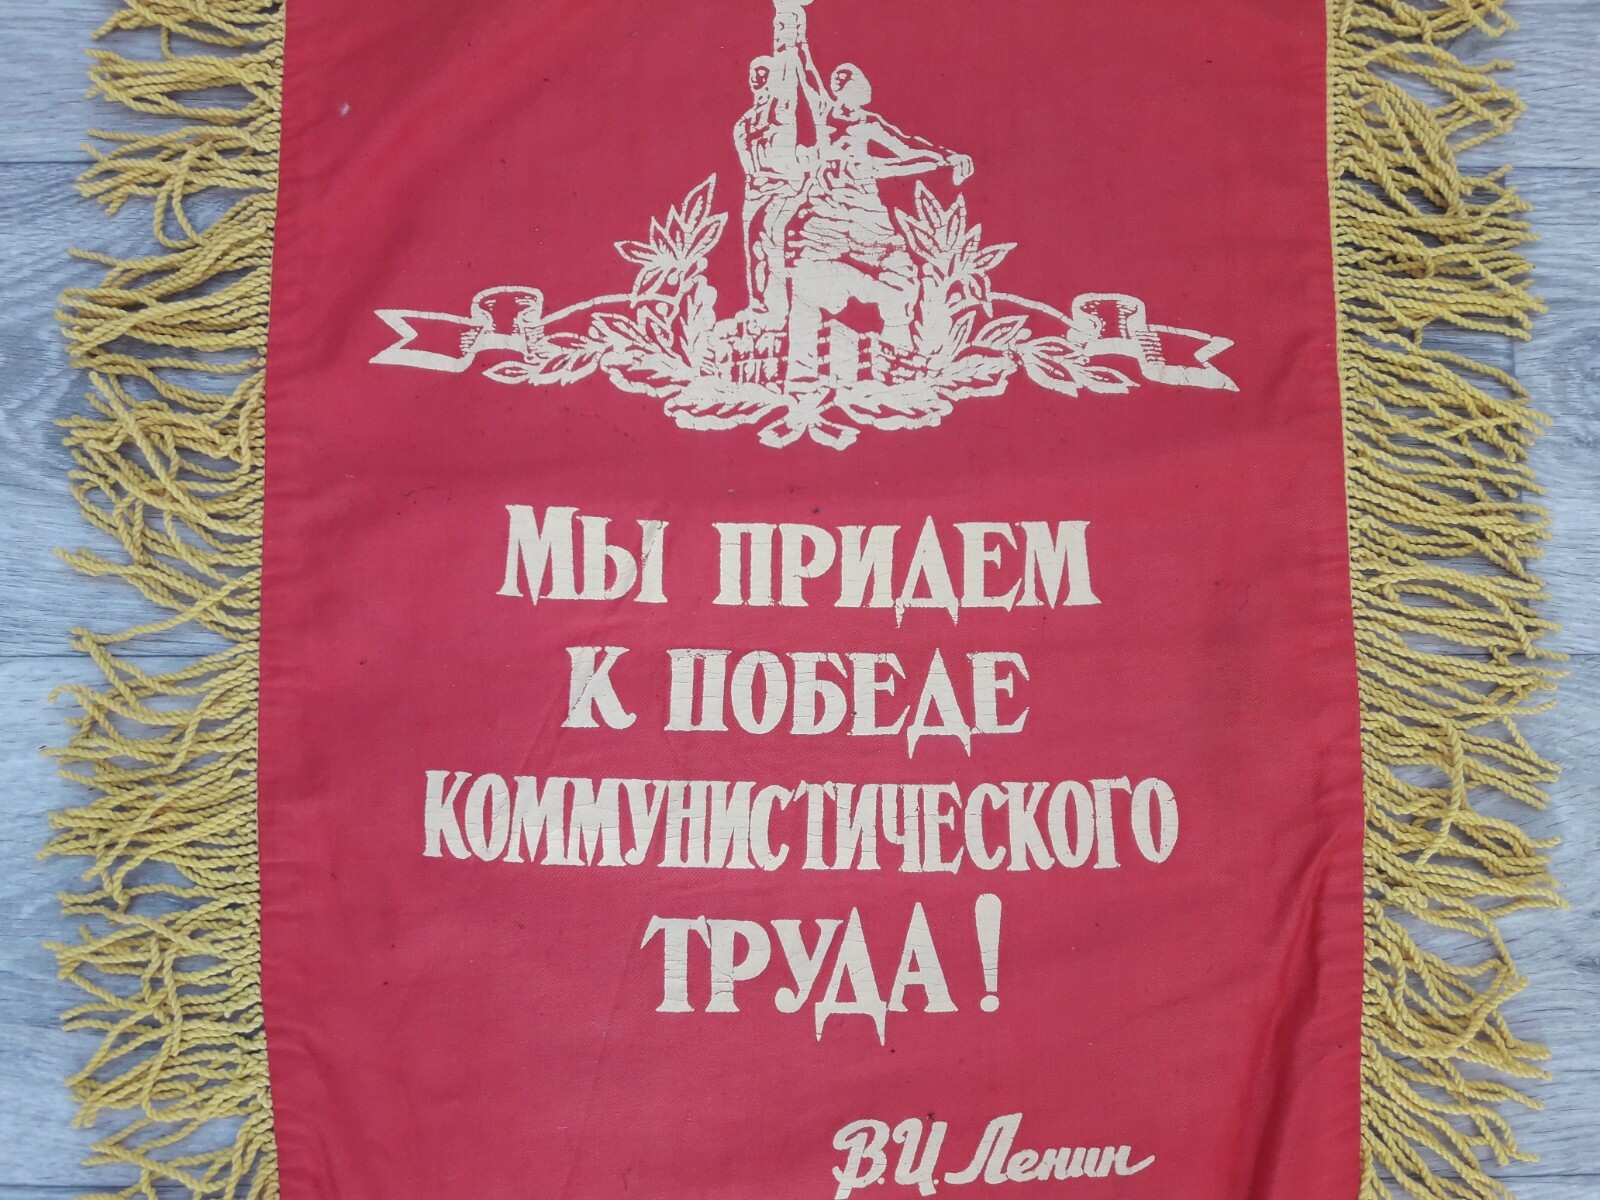 МЫ ПРИДЕМ
К ПОБЕДЕ
КОММУНИСТИЧЕСКОГО
ТРУДА!
В.И.Ленин